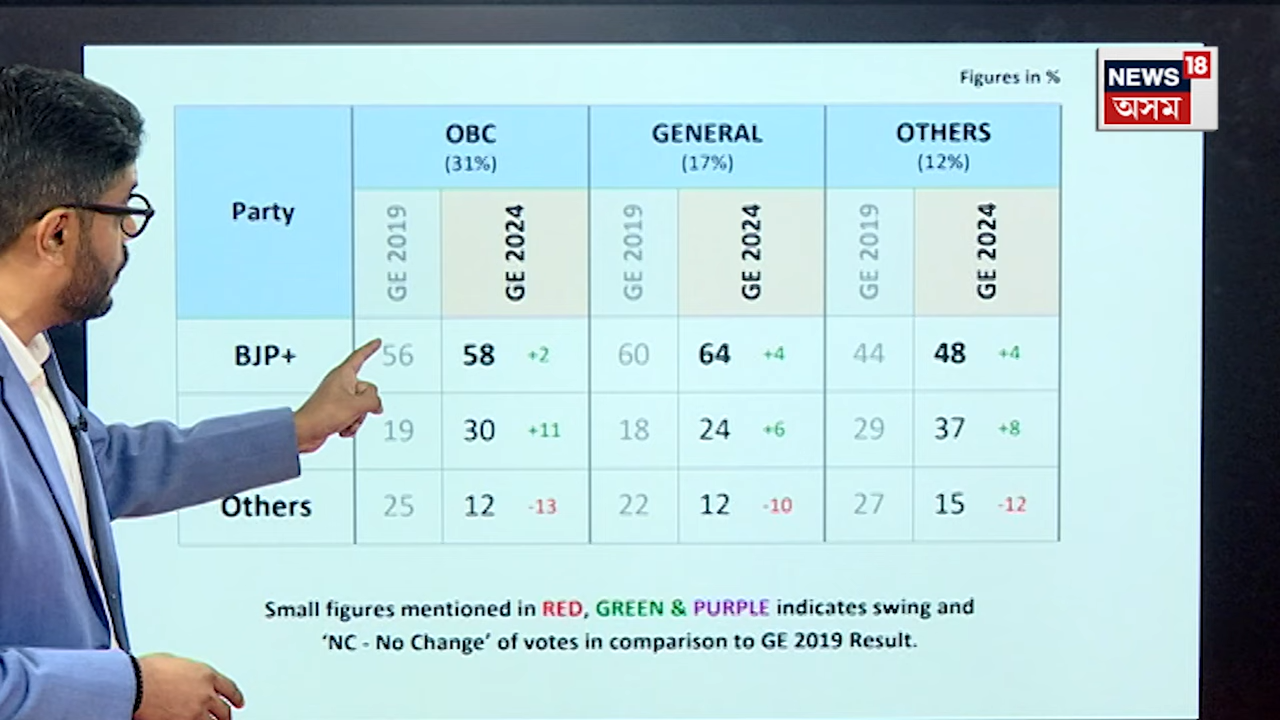 Figures in %
NEWS 18
অসম
Party
OBC
(31%)
GENERAL
(17%)
OTHERS
(12%)
GE 2019
GE 2024
GE 2019
GE 2024
GE 2019
GE 2024
BJP+ 56 58 +2 60 64 +4 44 48 +4
19 30 +11 18 24 +6 29 37 +8
Others 25 12 -13 22 12 -10 27 15 -12
Small figures mentioned in RED, GREEN & PURPLE indicates swing and
‘NC - No Change’ of votes in comparison to GE 2019 Result.